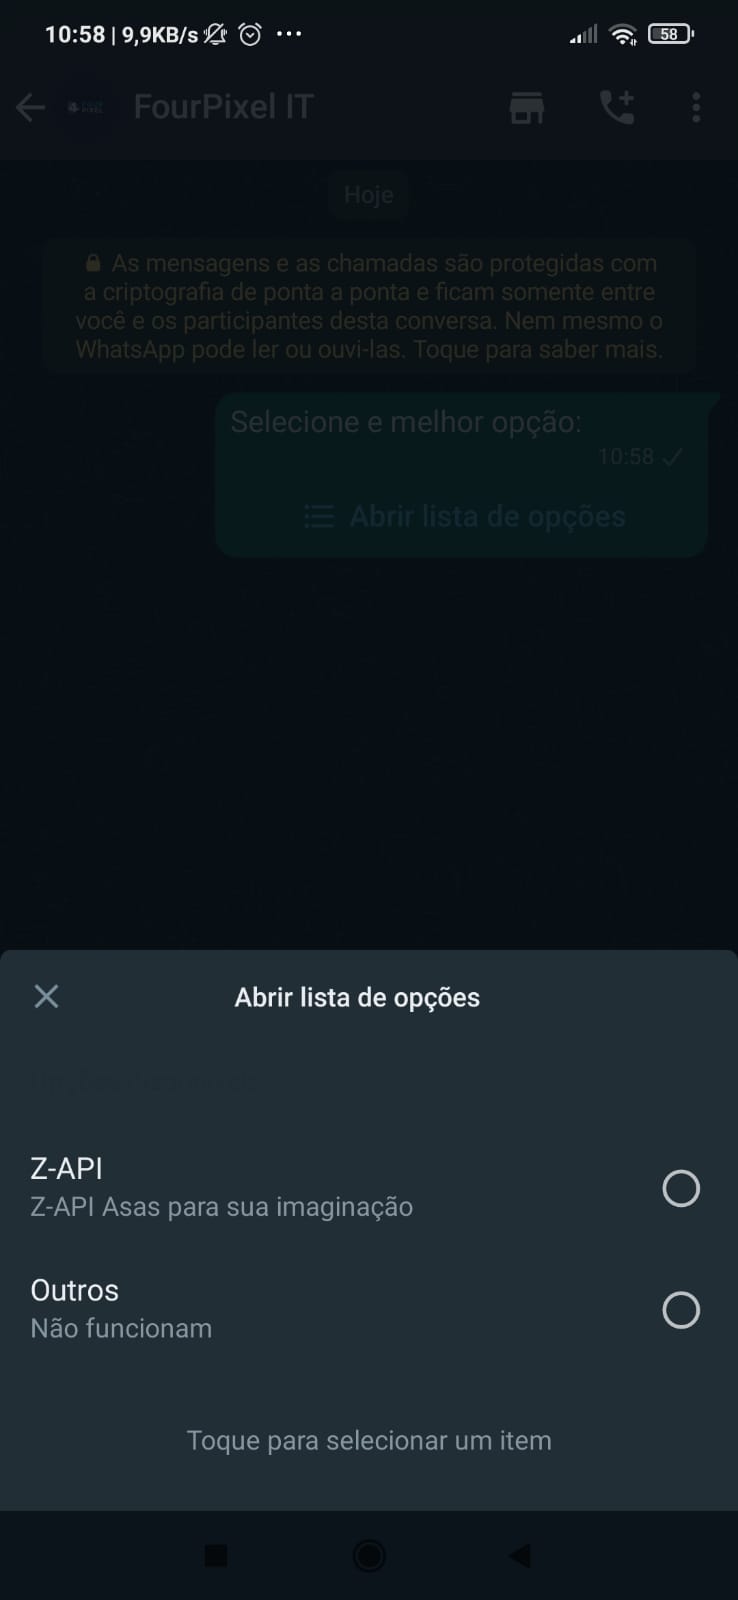 10:58 | 9,9KB/s
58
FourPixel IT
Hoje
As mensagens e as chamadas são protegidas com
a criptografia de ponta a ponta e ficam somente entre
você e os participantes desta conversa. Nem mesmo o
WhatsApp pode ler ou ouvi-las. Toque para saber mais.
Selecione e melhor opção:
10:58
Abrir lista de opções
Abrir lista de opções
Z-API
Z-API Asas para sua imaginação
Outros
Não funcionam
Toque para selecionar um item